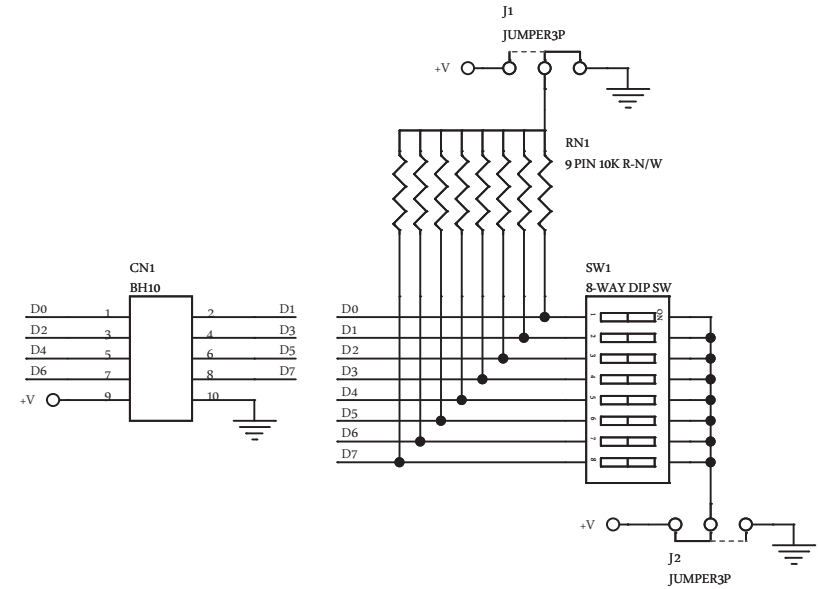 J1
JUMPER3P
+V
RN1
9 PIN 10K R-N/W
CN1
BH10
D0 1 2 D1
D2 3 4 D3
D4 5 6 D5
D6 7 8 D7
+V 9 10
SW1
8-WAY DIP SW
D0 1 ON
D1 2
D2 3
D3 4
D4 5
D5 6
D6 7
D7 8
+V
J2
JUMPER3P